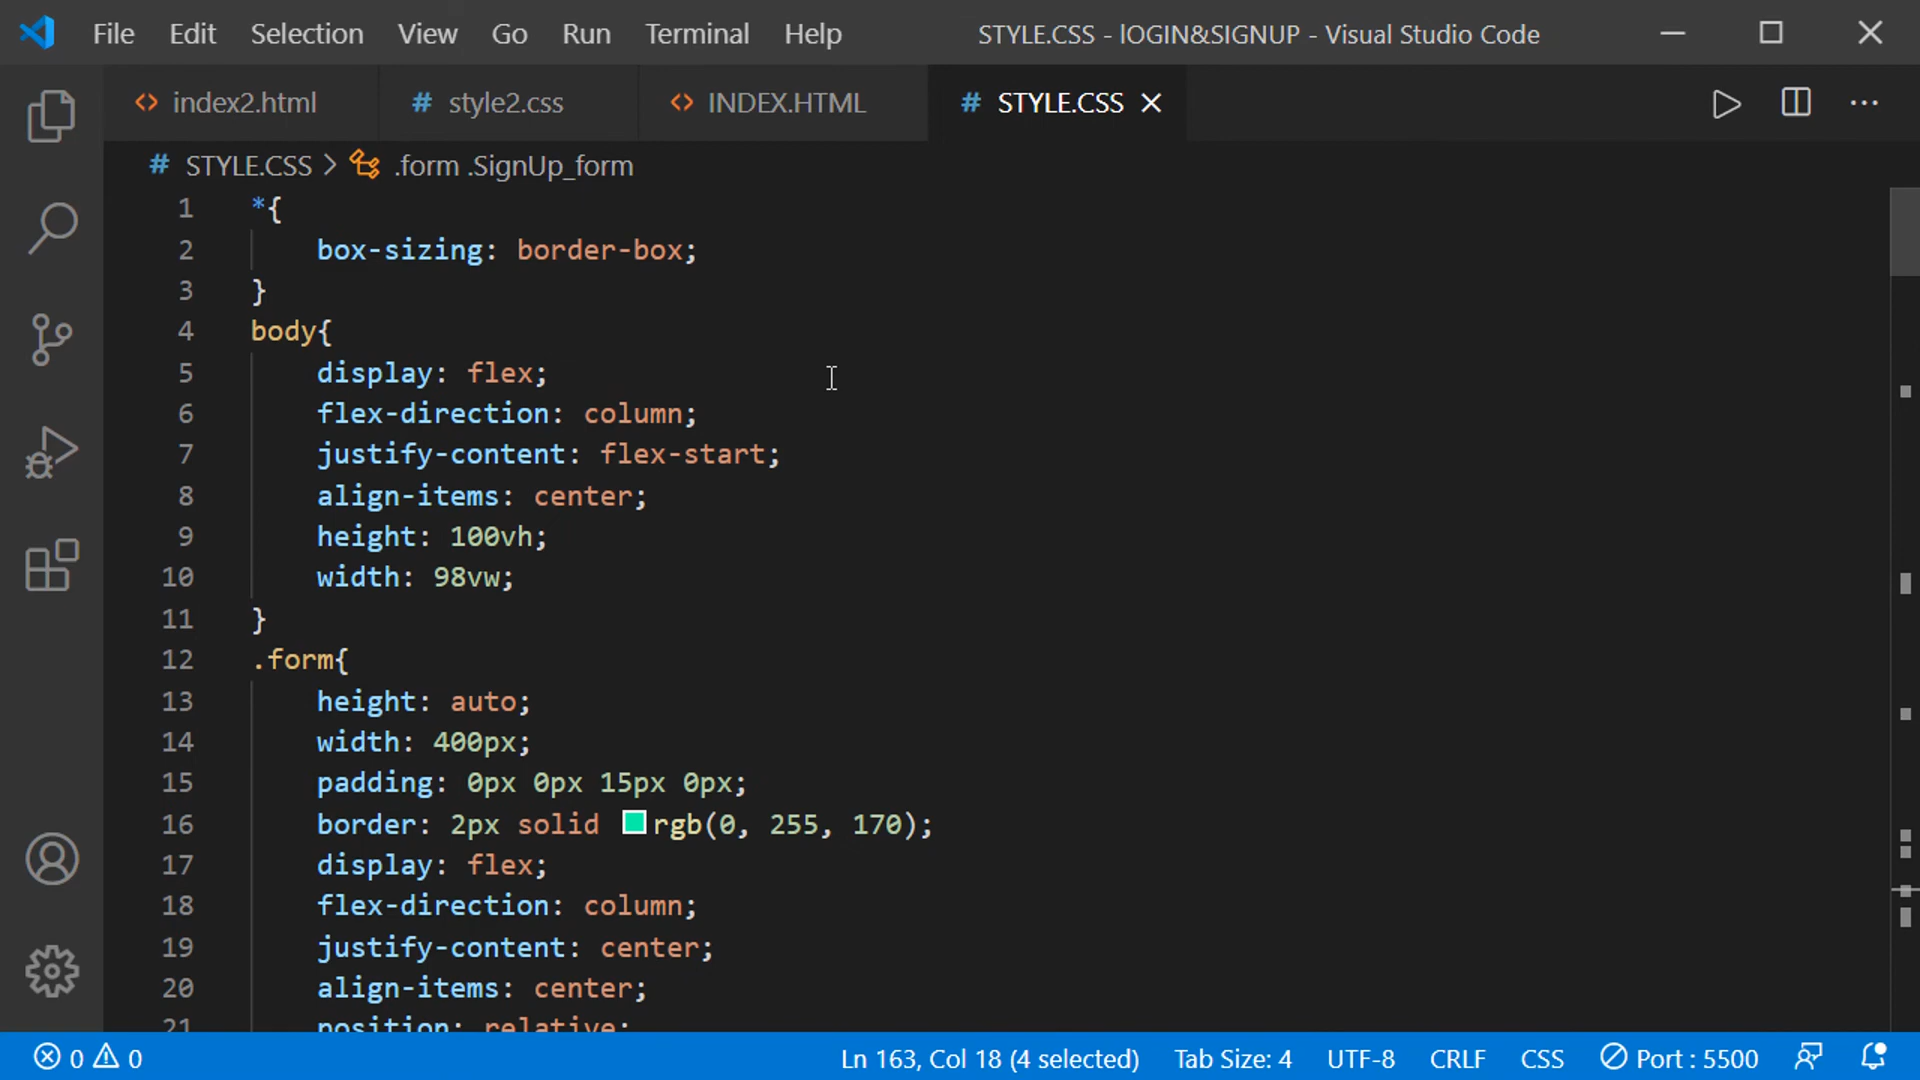 File Edit Selection View Go Run Terminal Help STYLE.CSS - lOGIN&SIGNUP - Visual Studio Code
<> index2.html # style2.css <> INDEX.HTML # STYLE.CSS
# STYLE.CSS > .form .SignUp_form
1 *{
2 box-sizing: border-box;
3 }
4 body{
5 display: flex;
6 flex-direction: column;
7 justify-content: flex-start;
8 align-items: center;
9 height: 100vh;
10 width: 98vw;
11 }
12 .form{
13 height: auto;
14 width: 400px;
15 padding: 0px 0px 15px 0px;
16 border: 2px solid rgb(0, 255, 170);
17 display: flex;
18 flex-direction: column;
19 justify-content: center;
20 align-items: center;
21 position: relative;
0 0 Ln 163, Col 18 (4 selected) Tab Size: 4 UTF-8 CRLF CSS Port : 5500